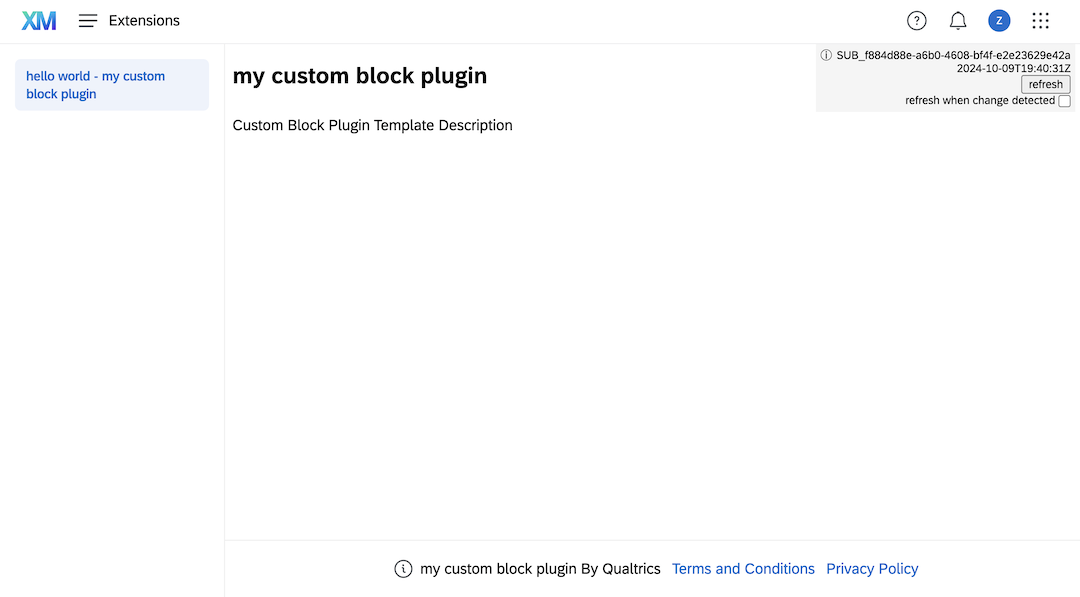 XM Extensions ? Z
hello world - my custom
block plugin
my custom block plugin
SUB_f884d88e-a6b0-4608-bf4f-e2e23629e42a
2024-10-09T19:40:31Z
refresh
refresh when change detected
Custom Block Plugin Template Description
my custom block plugin By Qualtrics Terms and Conditions Privacy Policy